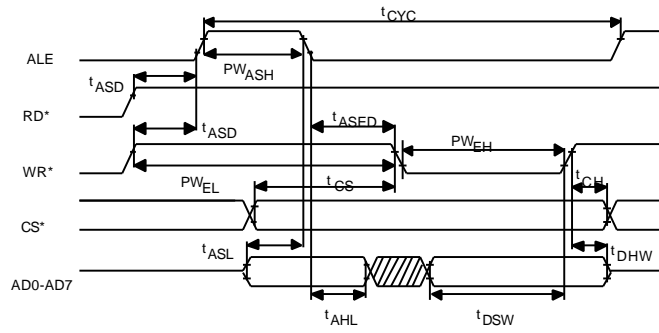 tCYC
ALE
PWASH
tASD
RD*
tASD
tASED
PWEH
WR*
PWEL
tCS
tCH
CS*
tASL
tDHW
AD0-AD7
tAHL
tDSW